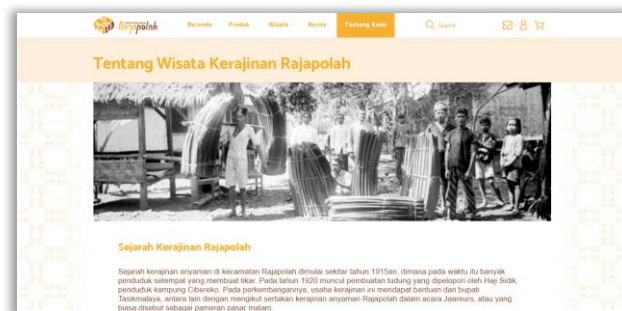 Rajapolah
Beranda Produk Wisata Berita Tentang Kami Search..
Tentang Wisata Kerajinan Rajapolah
Sejarah Kerajinan Rajapolah
Sejarah kerajinan anyaman di kecamatan Rajapolah dimulai sekitar tahun 1915an, dimana pada waktu itu banyak
penduduk setempat yang membuat tikar. Pada tahun 1920 muncul pembuatan tudung yang dipelopori oleh Haji Sidik,
penduduk kampung Cibereko. Pada perkembangannya, usaha kerajinan ini mendapat bantuan dari bupati
Tasikmalaya, antara lain dengan mengikut sertakan kerajinan anyaman Rajapolah dalam acara Jaareurs, atau yang
biasa disebut sebagai pameran pasar malam.